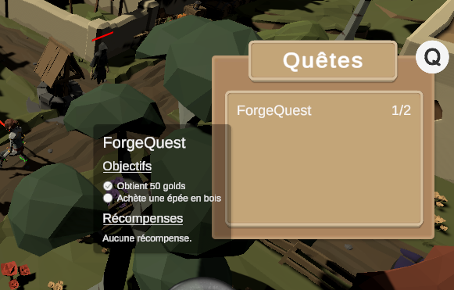 Quêtes
Q
ForgeQuest 1/2
ForgeQuest
Objectifs
Obtient 50 golds
Achète une épée en bois
Récompenses
Aucune récompense.